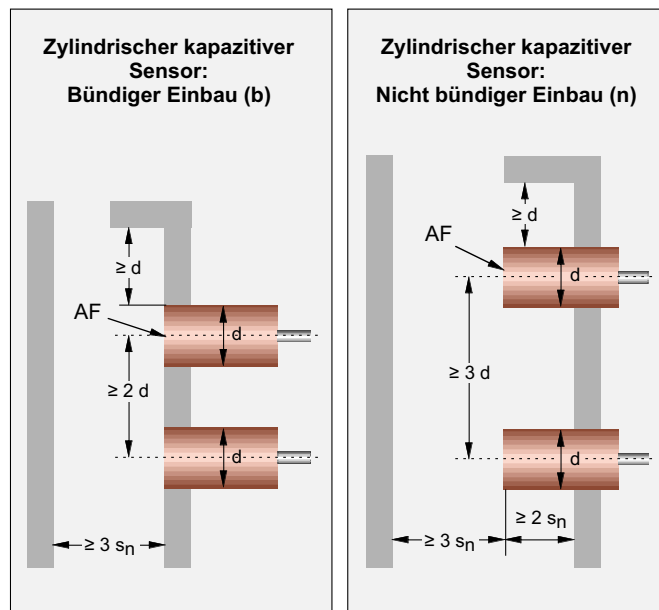 Zylindrischer kapazitiver
Sensor:
Bündiger Einbau (b)
≥ d
AF
d
≥ 2 d
d
≥ 3 sn
Zylindrischer kapazitiver
Sensor:
Nicht bündiger Einbau (n)
≥ d
AF
d
≥ 3 d
d
≥ 2 sn
≥ 3 sn